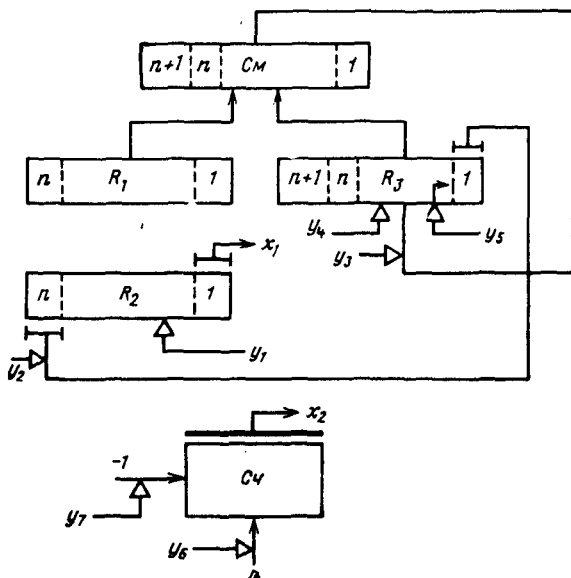 n+1 n См 1
n R₁ 1
n+1 n R₃ 1
y₄
y₅
y₃
x₁
n R₂ 1
y₁
y₂
x₂
-1
Сч
y₇
y₆
n